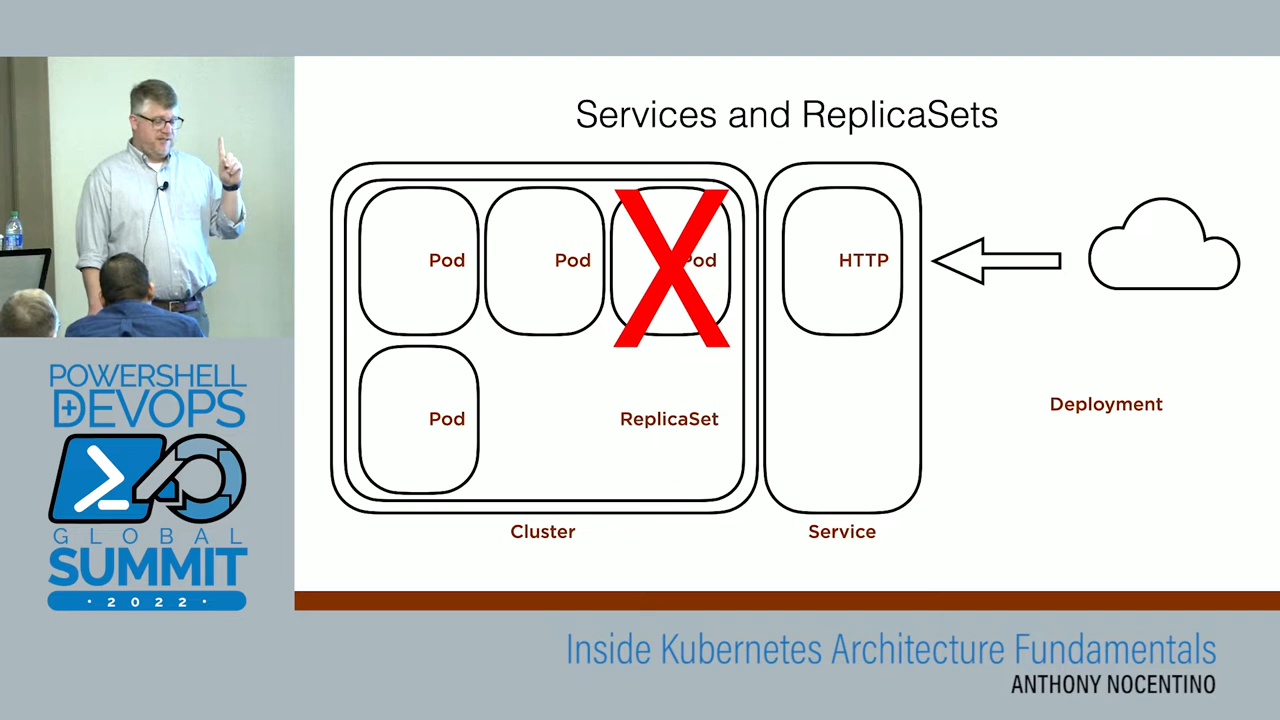 Services and ReplicaSets
Pod
Pod
Pod
HTTP
Pod
ReplicaSet
Deployment
Cluster
Service
POWERSHELL
DEVOPS
GLOBAL
SUMMIT
· 2022 ·
Inside Kubernetes Architecture Fundamentals
ANTHONY NOCENTINO